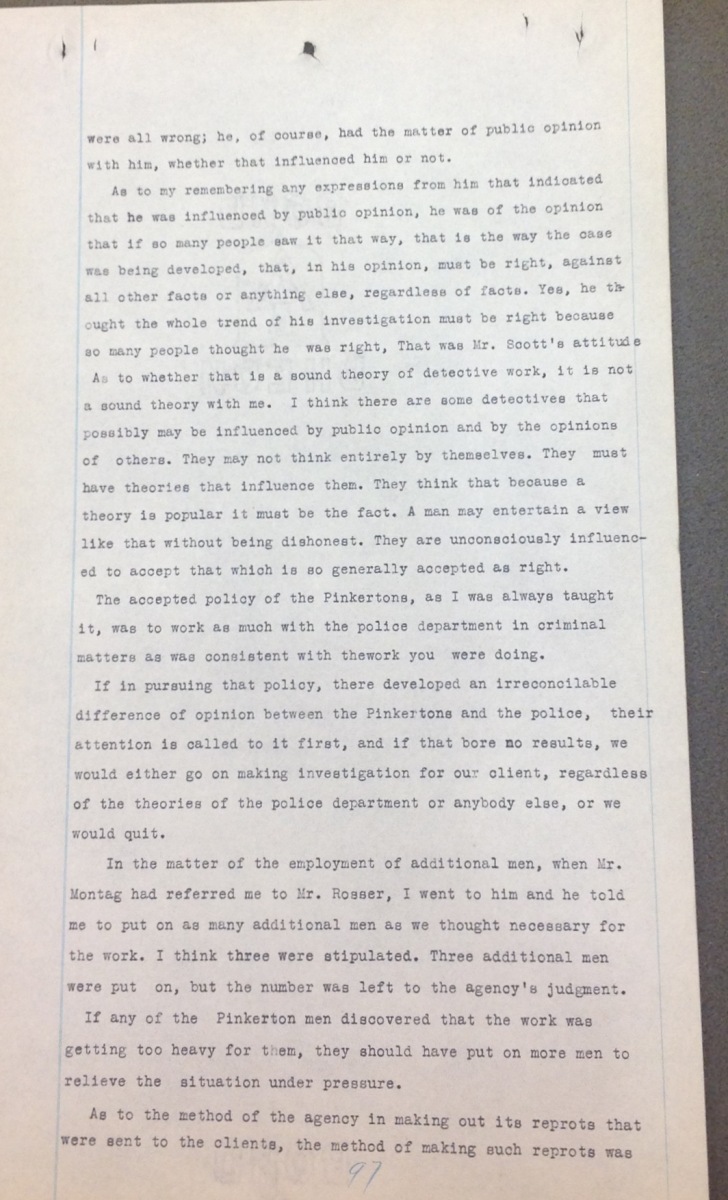 were all wrong; he, of course, had the matter of public opinion
with him, whether that influenced him or not.
As to my remembering any expressions from him that indicated
that he was influenced by public opinion, he was of the opinion
that if so many people saw it that way, that is the way the case
was being developed, that, in his opinion, must be right, against
all other facts or anything else, regardless of facts. Yes, he th-
ought the whole trend of his investigation must be right because
so many people thought he was right, That was Mr. Scott's attitude
As to whether that is a sound theory of detective work, it is not
a sound theory with me. I think there are some detectives that
possibly may be influenced by public opinion and by the opinions
of others. They may not think entirely by themselves. They must
have theories that influence them. They think that because a
theory is popular it must be the fact. A man may entertain a view
like that without being dishonest. They are unconsciously influenc-
ed to accept that which is so generally accepted as right.
The accepted policy of the Pinkertons, as I was always taught
it, was to work as much with the police department in criminal
matters as was consistent with thework you were doing.
If in pursuing that policy, there developed an irreconcilable
difference of opinion between the Pinkertons and the police, their
attention is called to it first, and if that bore no results, we
would either go on making investigation for our client, regardless
of the theories of the police department or anybody else, or we
would quit.
In the matter of the employment of additional men, when Mr.
Montag had referred me to Mr. Rosser, I went to him and he told
me to put on as many additional men as we thought necessary for
the work. I think three were stipulated. Three additional men
were put on, but the number was left to the agency's judgment.
If any of the Pinkerton men discovered that the work was
getting too heavy for them, they should have put on more men to
relieve the situation under pressure.
As to the method of the agency in making out its reprots that
were sent to the clients, the method of making such reprots was
97